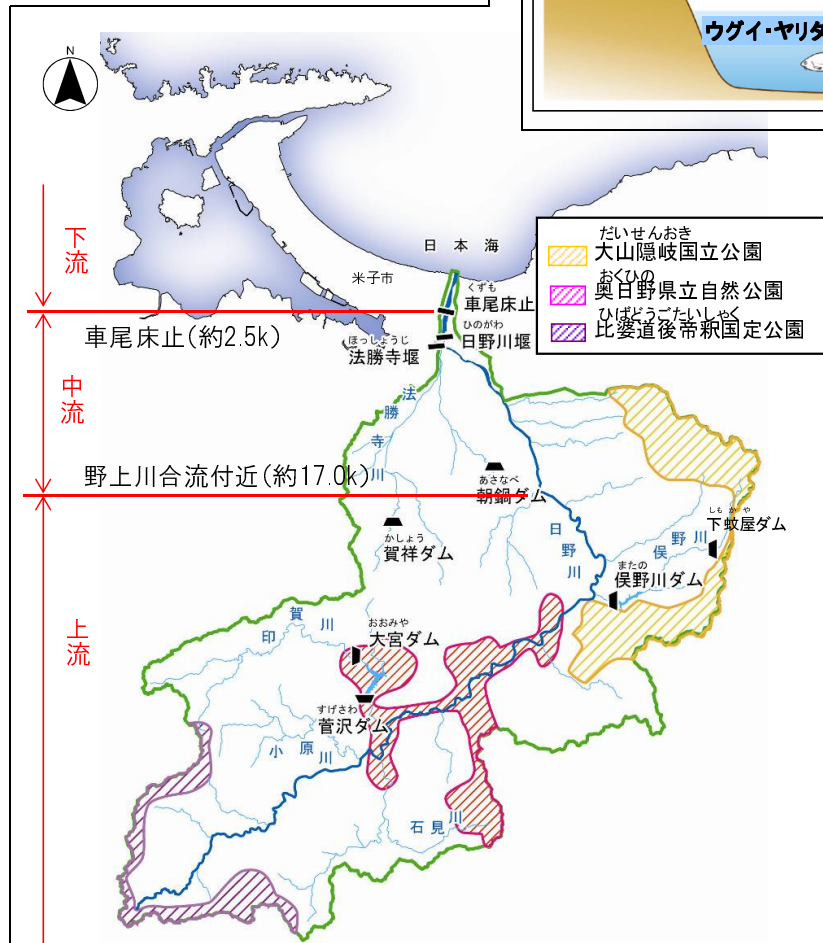 ウグイ・ヤリタ
N
下流
日本海
米子市
だいせんおき
大山隠岐国立公園
おくひの
奥日野県立自然公園
ひばどうごたいしゃく
比婆道後帝釈国定公園
くずも
車尾床止
車尾床止(約2.5k)
ひのがわ
日野川堰
ほっしょうじ
法勝寺堰
中流
法勝寺川
野上川合流付近(約17.0k)
あさなべ
朝鍋ダム
かしょう
賀祥ダム
日野川
しもかや
下蚊屋ダム
俣野川
またの
俣野川ダム
上流
印賀川
おおみや
大宮ダム
すげさわ
菅沢ダム
小原川
石見川